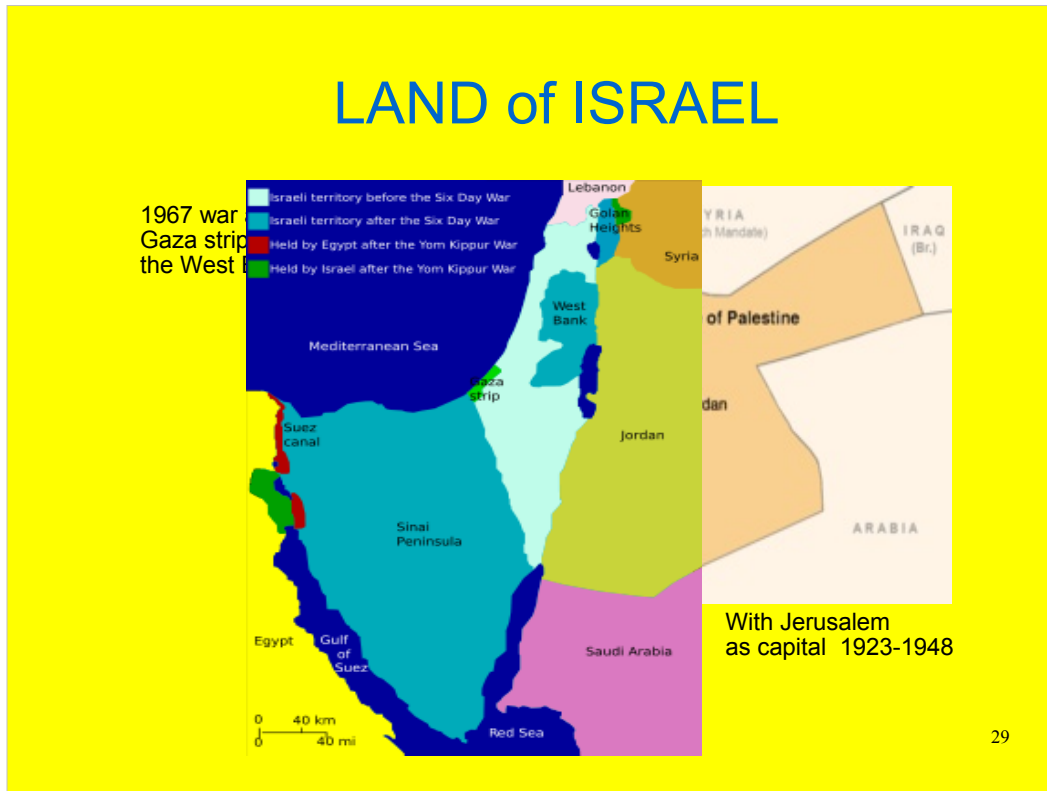 LAND of ISRAEL
1967 war
Gaza strip
the West
Israeli territory before the Six Day War
Israeli territory after the Six Day War
Held by Egypt after the Yom Kippur War
Held by Israel after the Yom Kippur War
Lebanon
Golan
Heights
Syria
YRIA
h Mandate)
IRAQ
(Br.)
West
Bank
of Palestine
Mediterranean Sea
Gaza
strip
dan
Suez
canal
Jordan
Sinai
Peninsula
ARABIA
With Jerusalem
as capital 1923-1948
Egypt
Gulf
of
Suez
Saudi Arabia
0 40 km
0 40 mi
Red Sea
29